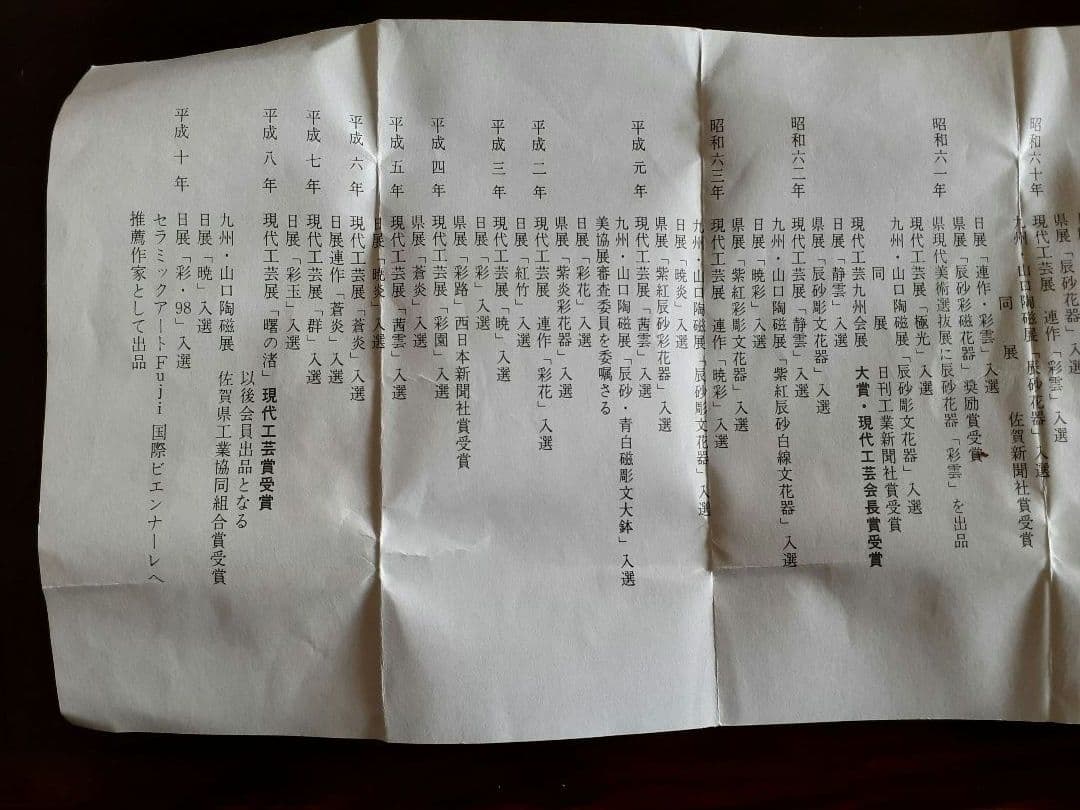 県展「辰砂花器」入選
昭和六十年 現代工芸展 連作「彩雲」入選
九州・山口陶磁展「辰砂花器」入選
同 展 佐賀新聞社賞受賞
日展「連作・彩雲」入選
県展「辰砂彩磁花器」奨励賞受賞
昭和六一年 県現代美術選抜展に辰砂花器「彩雲」を出品
現代工芸展「極光」入選
九州・山口陶磁展「辰砂彫文花器」入選
同 展 日刊工業新聞社賞受賞
現代工芸九州会展 大賞・現代工芸会長賞受賞
日展「静雲」入選
県展「辰砂彫文花器」入選
昭和六二年 現代工芸展「静雲」入選
九州・山口陶磁展「紫紅辰砂白線文花器」入選
日展「暁彩」入選
県展「紫紅彩彫文花器」入選
昭和六三年 現代工芸展 連作「暁彩」入選
九州・山口陶磁展「辰砂彫文花器」入選
日展「暁炎」入選
県展「紫紅辰砂彩花器」入選
平成元年 現代工芸展「茜雲」入選
九州・山口陶磁展「辰砂・青白磁彫文大鉢」入選
美協展審査委員を委嘱さる
日展「彩花」入選
県展「紫炎彩花器」入選
平成二年 現代工芸展 連作「彩花」入選
日展「紅竹」入選
平成三年 現代工芸展「暁」入選
日展「彩」入選
県展「彩路」西日本新聞社賞受賞
平成四年 現代工芸展「彩園」入選
県展「蒼炎」入選
平成五年 現代工芸展「茜雲」入選
日展「暁炎」入選
平成六年 現代工芸展「蒼炎」入選
日展連作「蒼炎」入選
平成七年 現代工芸展「群」入選
日展「彩玉」入選
平成八年 現代工芸展「曙の渚」現代工芸賞受賞
以後会員出品となる
九州・山口陶磁展 佐賀県工業協同組合賞受賞
日展「暁」入選
平成十年 日展「彩・98」入選
セラミックアートFuji国際ビエンナーレへ
推薦作家として出品